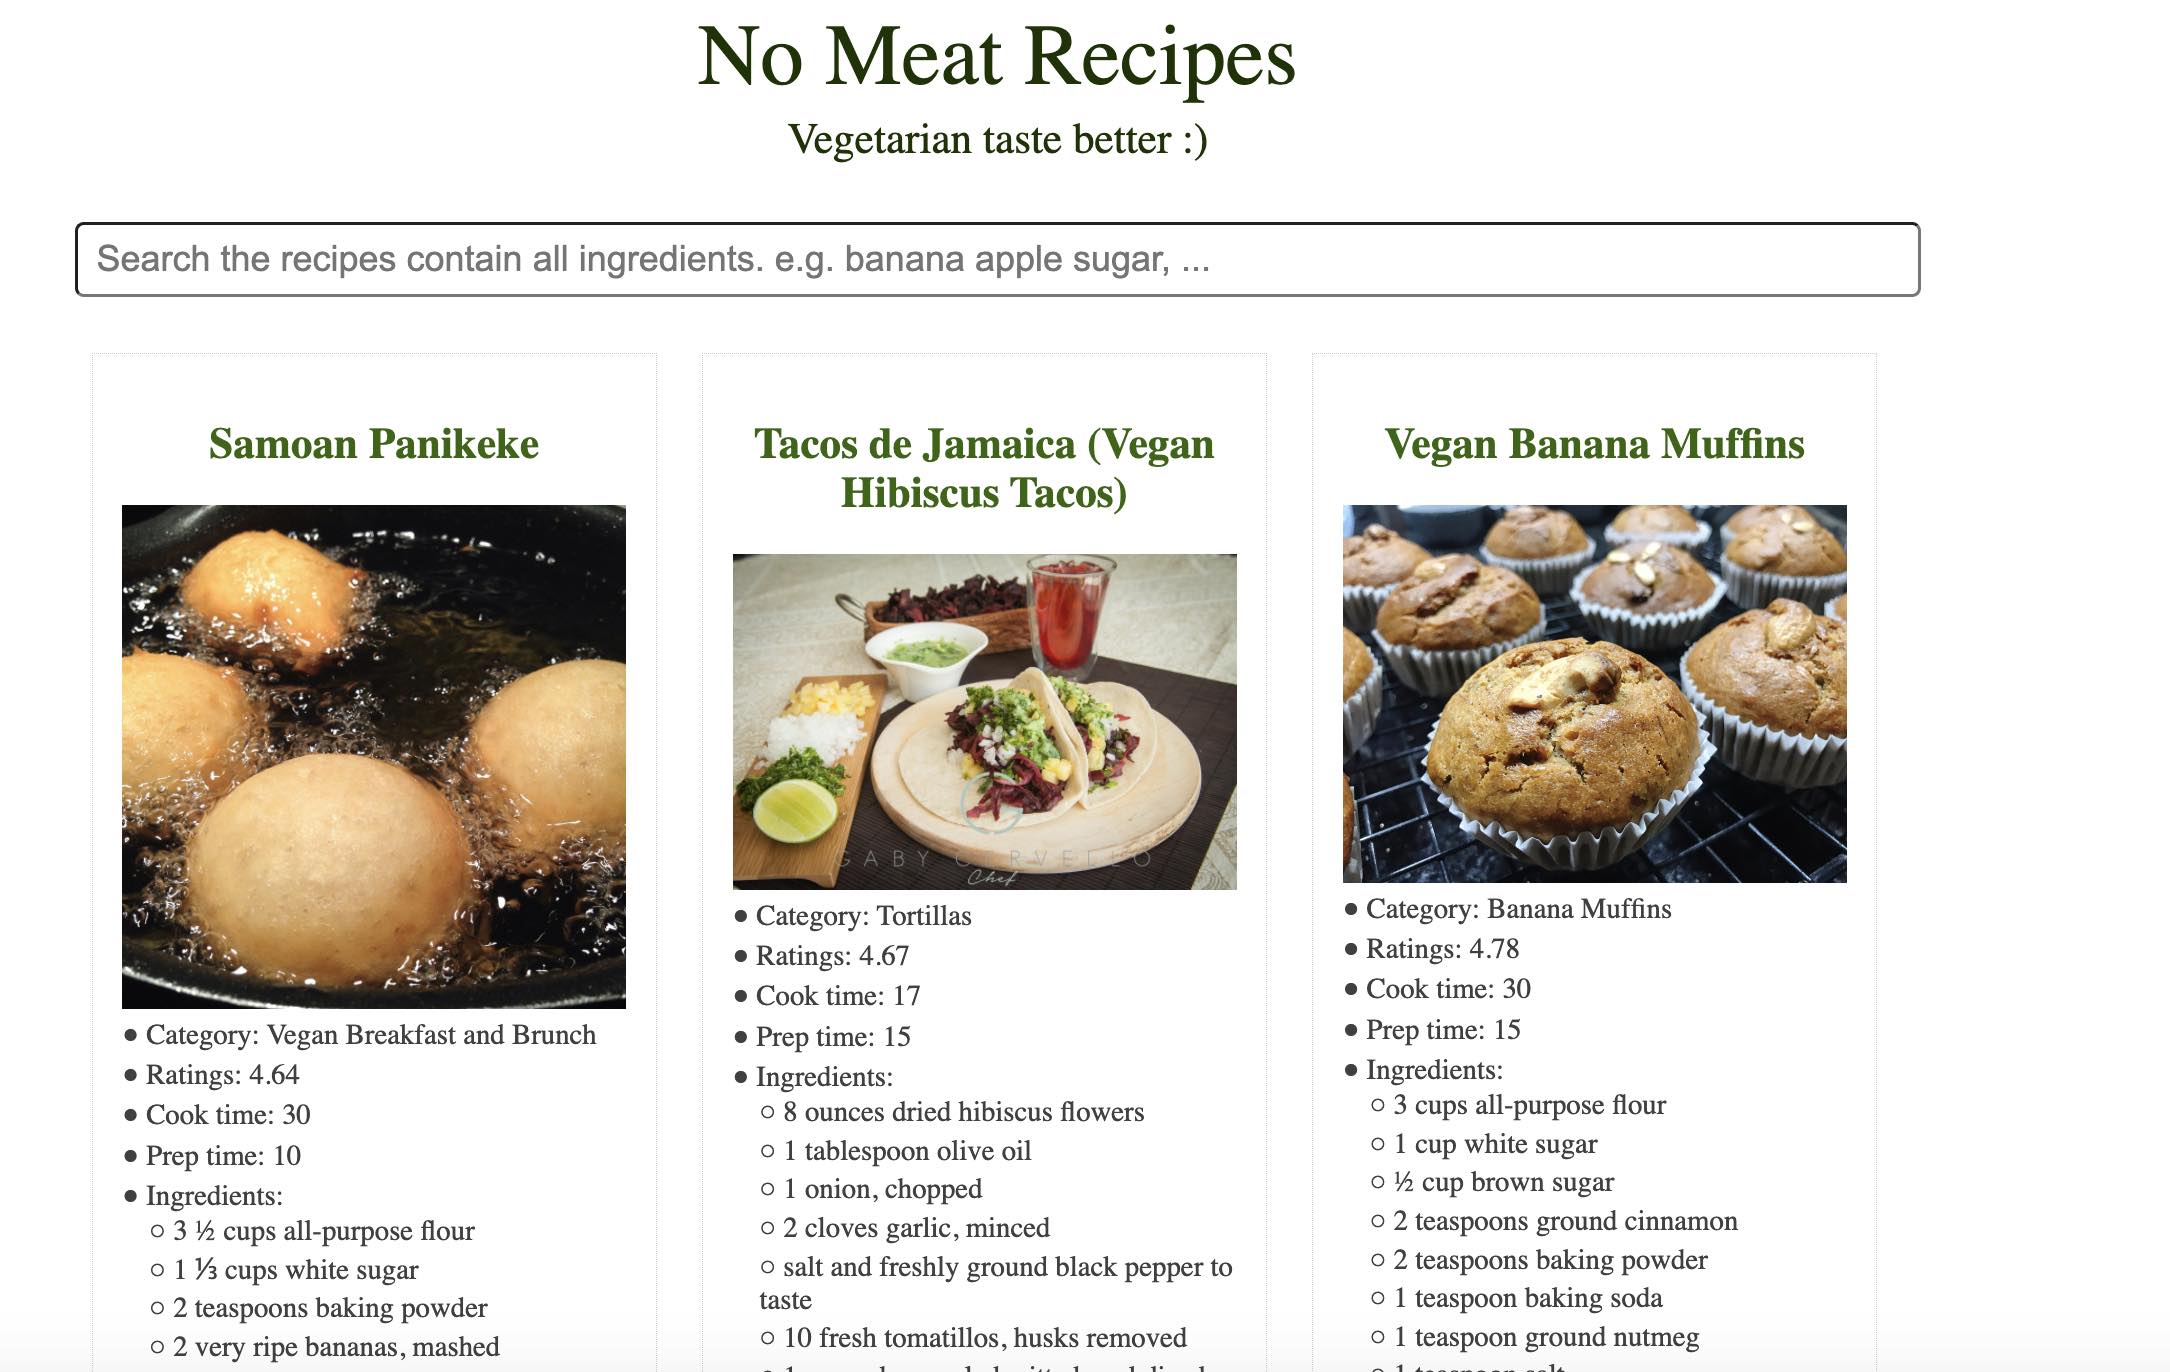 No Meat Recipes
Vegetarian taste better :)
Search the recipes contain all ingredients. e.g. banana apple sugar, ...
Samoan Panikeke
● Category: Vegan Breakfast and Brunch
● Ratings: 4.64
● Cook time: 30
● Prep time: 10
● Ingredients:
○ 3 ½ cups all-purpose flour
○ 1 ⅓ cups white sugar
○ 2 teaspoons baking powder
○ 2 very ripe bananas, mashed
Tacos de Jamaica (Vegan
Hibiscus Tacos)
GABY CERVELLO
Chef
● Category: Tortillas
● Ratings: 4.67
● Cook time: 17
● Prep time: 15
● Ingredients:
○ 8 ounces dried hibiscus flowers
○ 1 tablespoon olive oil
○ 1 onion, chopped
○ 2 cloves garlic, minced
○ salt and freshly ground black pepper to
taste
○ 10 fresh tomatillos, husks removed
Vegan Banana Muffins
● Category: Banana Muffins
● Ratings: 4.78
● Cook time: 30
● Prep time: 15
● Ingredients:
○ 3 cups all-purpose flour
○ 1 cup white sugar
○ ½ cup brown sugar
○ 2 teaspoons ground cinnamon
○ 2 teaspoons baking powder
○ 1 teaspoon baking soda
○ 1 teaspoon ground nutmeg